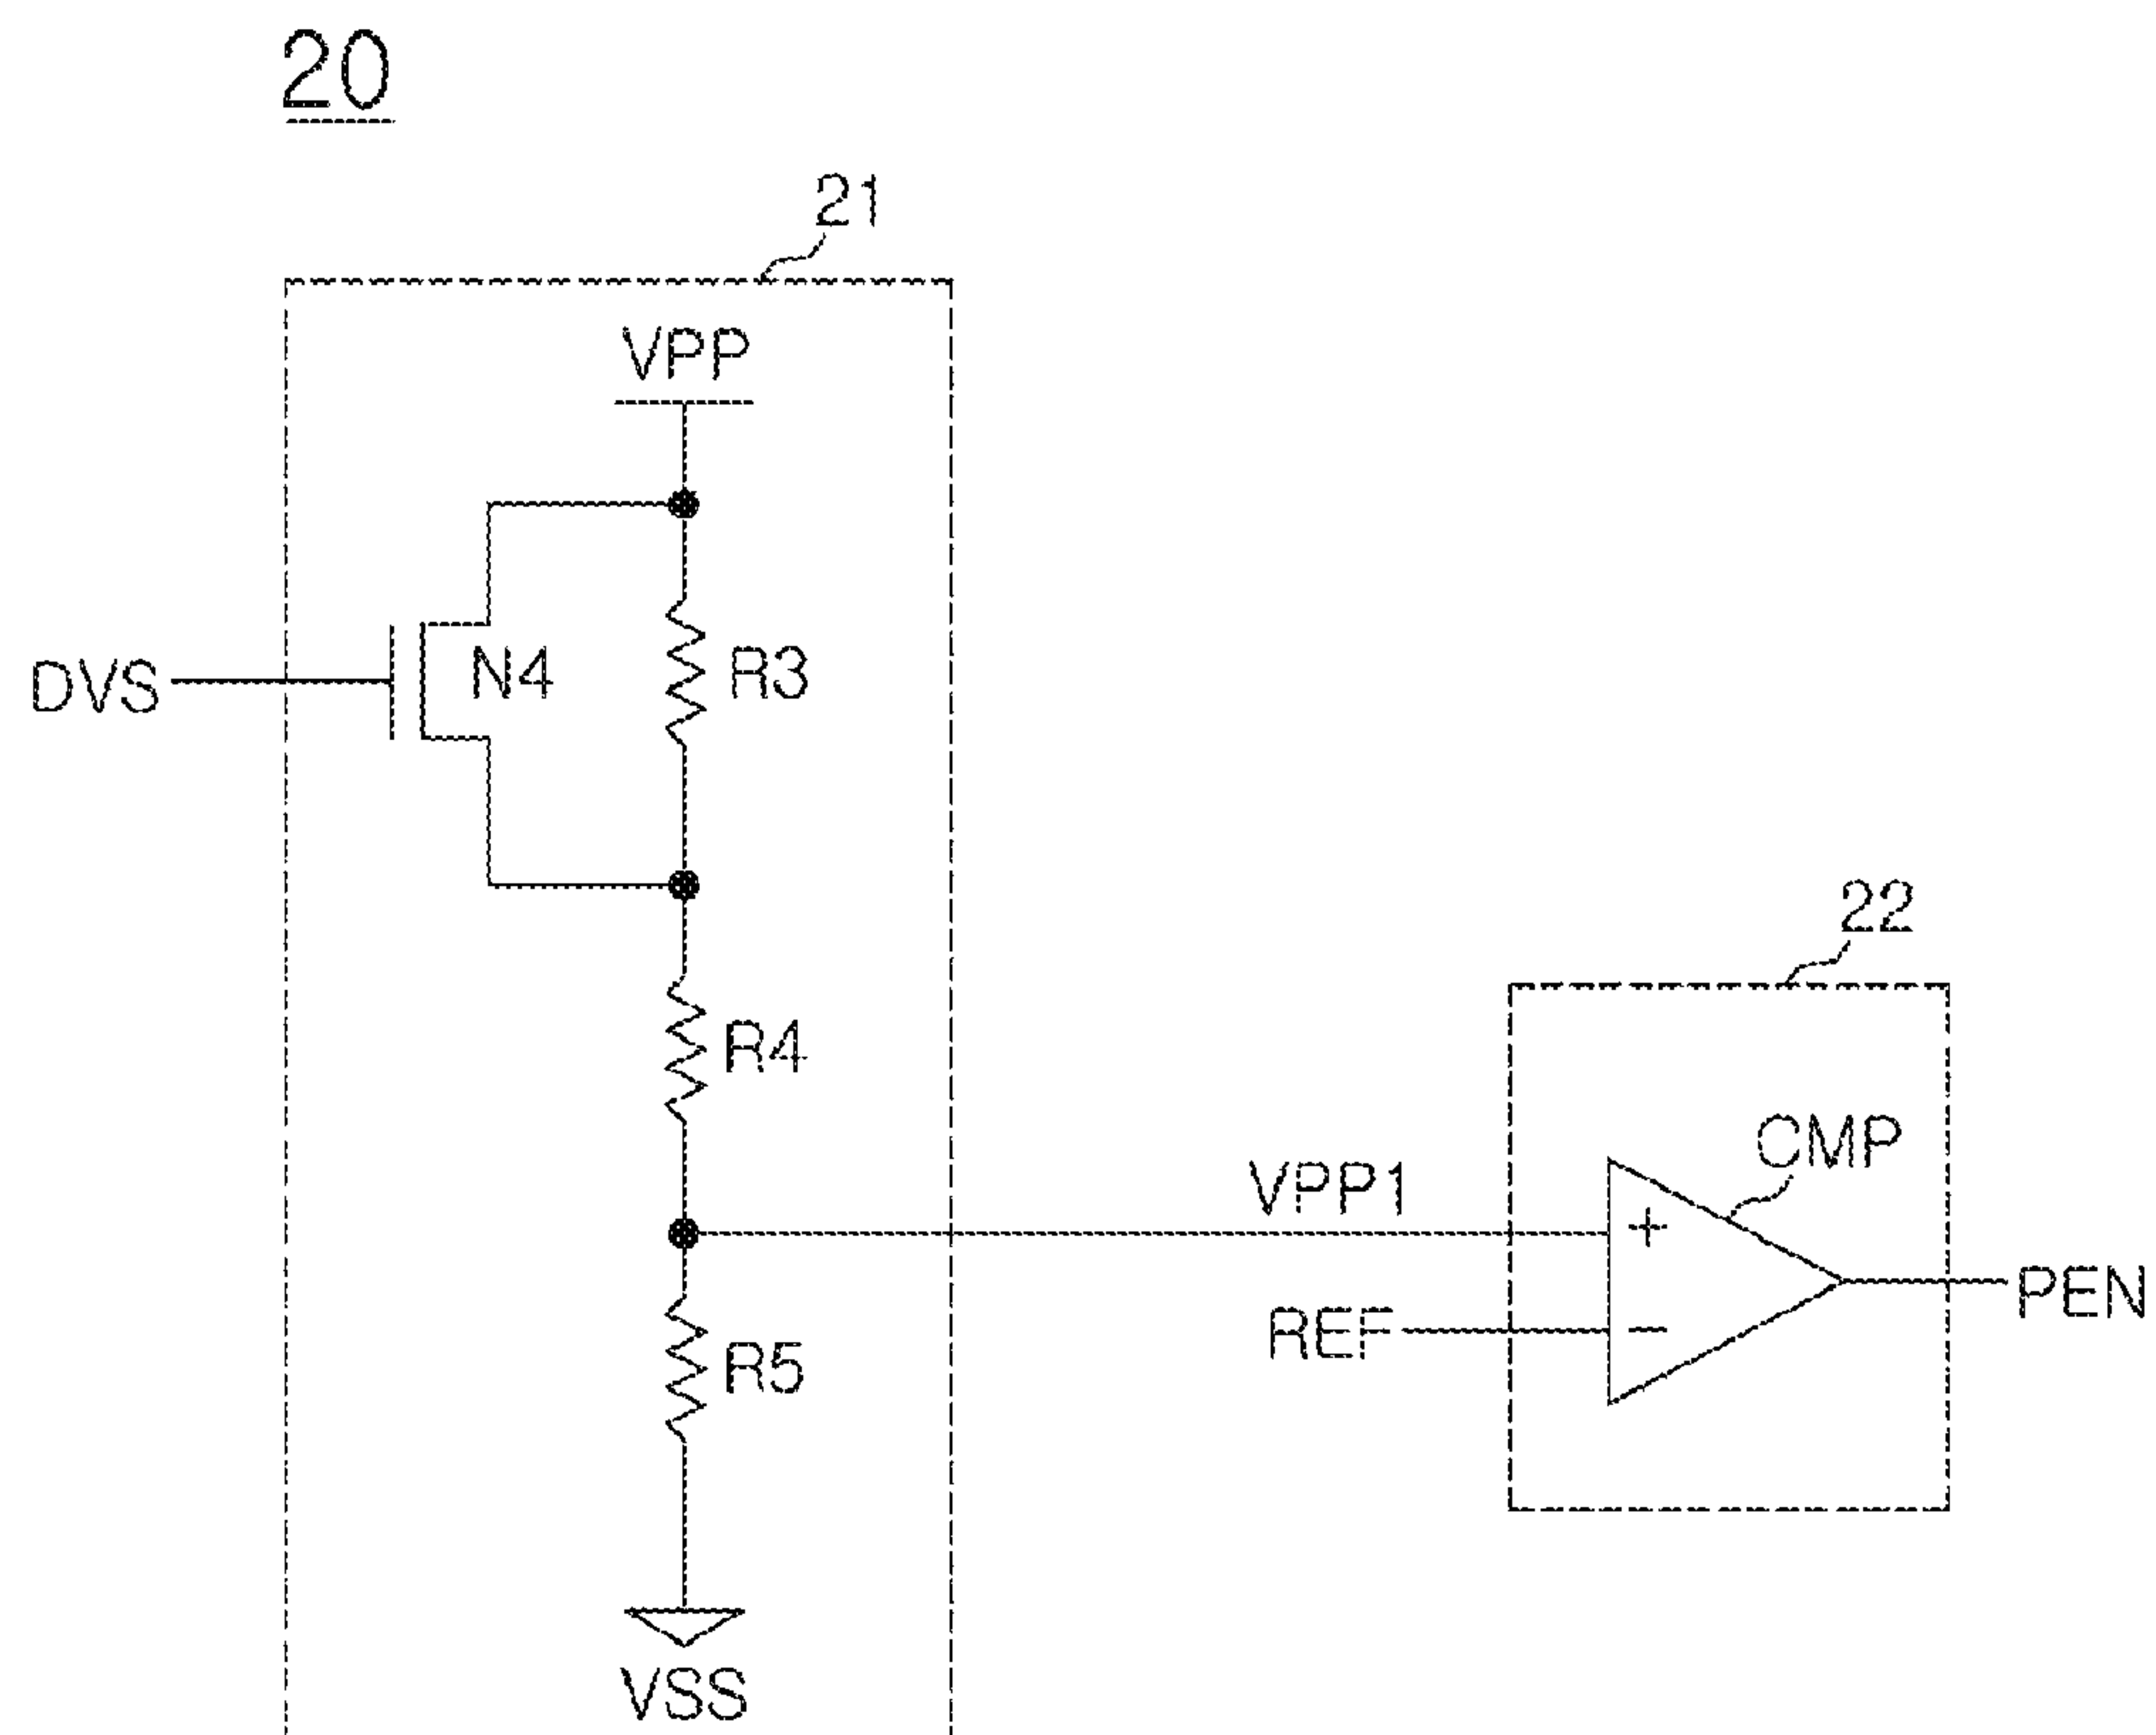 20
21
VPP
DVS
N4
R3
22
R4
CMP
VPP1
+
PEN
REF
−
R5
VSS